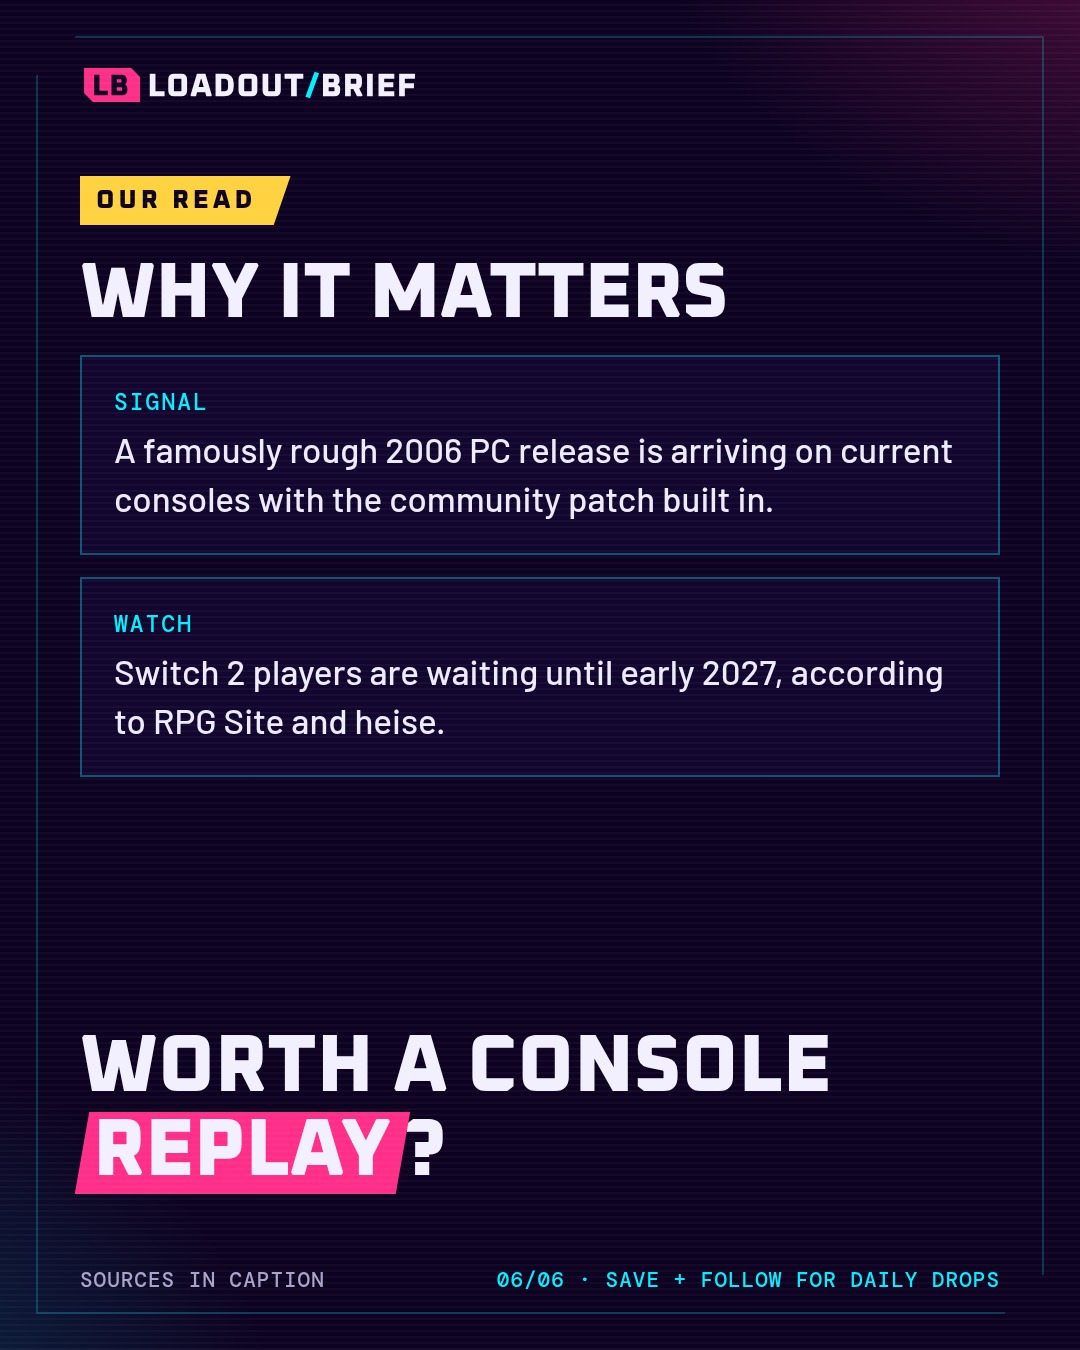 LB LOADOUT/BRIEF
OUR READ
WHY IT MATTERS
SIGNAL
A famously rough 2006 PC release is arriving on current
consoles with the community patch built in.
WATCH
Switch 2 players are waiting until early 2027, according
to RPG Site and heise.
WORTH A CONSOLE
REPLAY?
SOURCES IN CAPTION
06/06 · SAVE + FOLLOW FOR DAILY DROPS